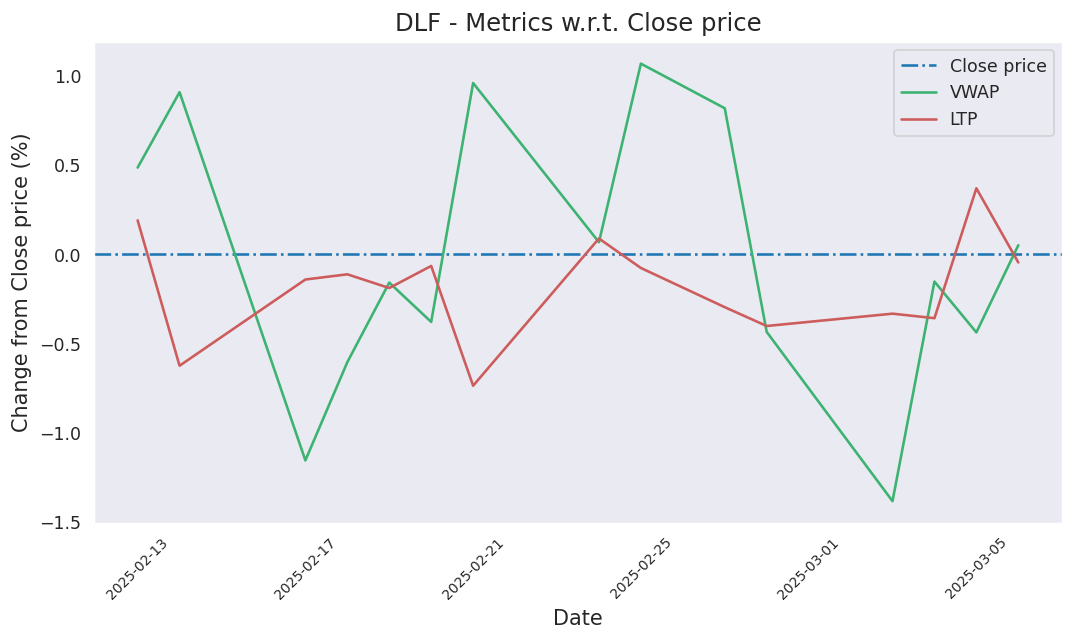 DLF - Metrics w.r.t. Close price
Close price
VWAP
LTP
Change from Close price (%)
1.0
0.5
0.0
−0.5
−1.0
−1.5
2025-02-13
2025-02-17
2025-02-21
2025-02-25
2025-03-01
2025-03-05
Date